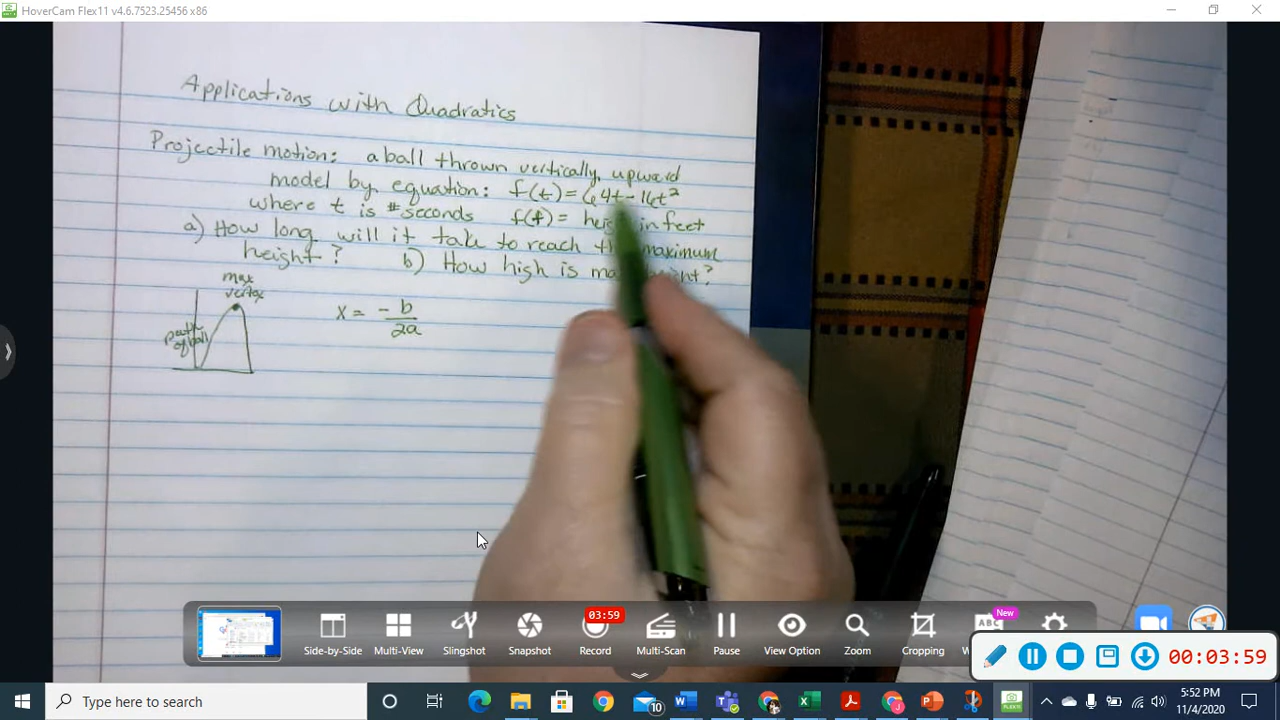 HoverCam Flex11 v4.6.7523.25456 x86
Applications with Quadratics
Projectile motion: a ball thrown vertically upward
model by equation: f(t) = 64t - 16t²
where t is # seconds f(t) = height in feet
a) How long will it take to reach the maximum
height? b) How high is max height?
max
vertex
path
of ball
x = - b
2a
03:59
New
ABC
Side-by-Side Multi-View Slingshot Snapshot Record Multi-Scan Pause View Option Zoom Cropping
00:03:59
Type here to search
10
5:52 PM
11/4/2020